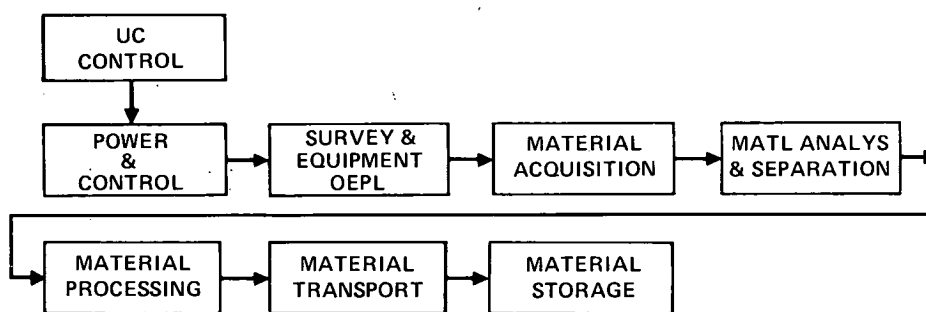 UC
CONTROL
POWER
&
CONTROL
SURVEY &
EQUIPMENT
OEPL
MATERIAL
ACQUISITION
MATL ANALYS
& SEPARATION
MATERIAL
PROCESSING
MATERIAL
TRANSPORT
MATERIAL
STORAGE